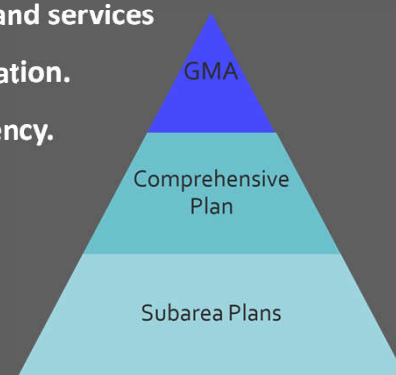 and services
ation.
ency.
GMA
Comprehensive
Plan
Subarea Plans